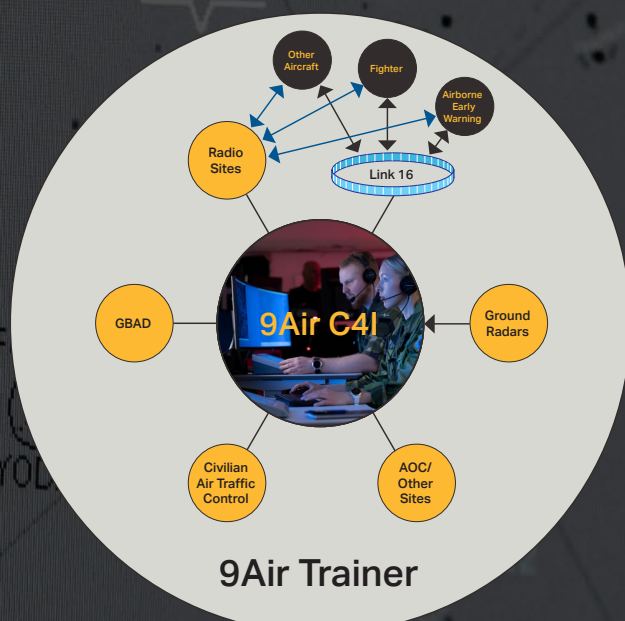 Other
Aircraft
Fighter
Airborne
Early
Warning
Radio
Sites
Link 16
GBAD
9Air C4I
Ground
Radars
Civilian
Air Traffic
Control
AOC/
Other
Sites
9Air Trainer